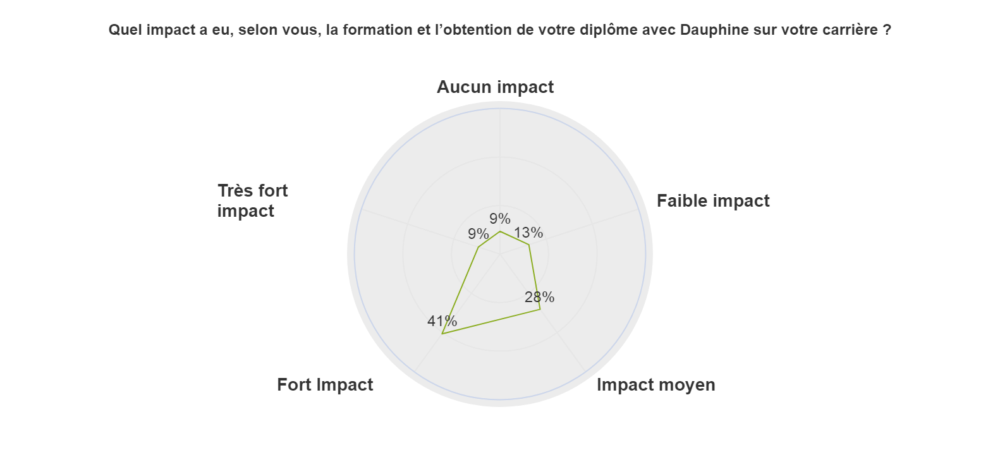 Quel impact a eu, selon vous, la formation et l’obtention de votre diplôme avec Dauphine sur votre carrière ?
Aucun impact
Très fort
impact
Faible impact
9%
9%
13%
28%
41%
Fort Impact
Impact moyen